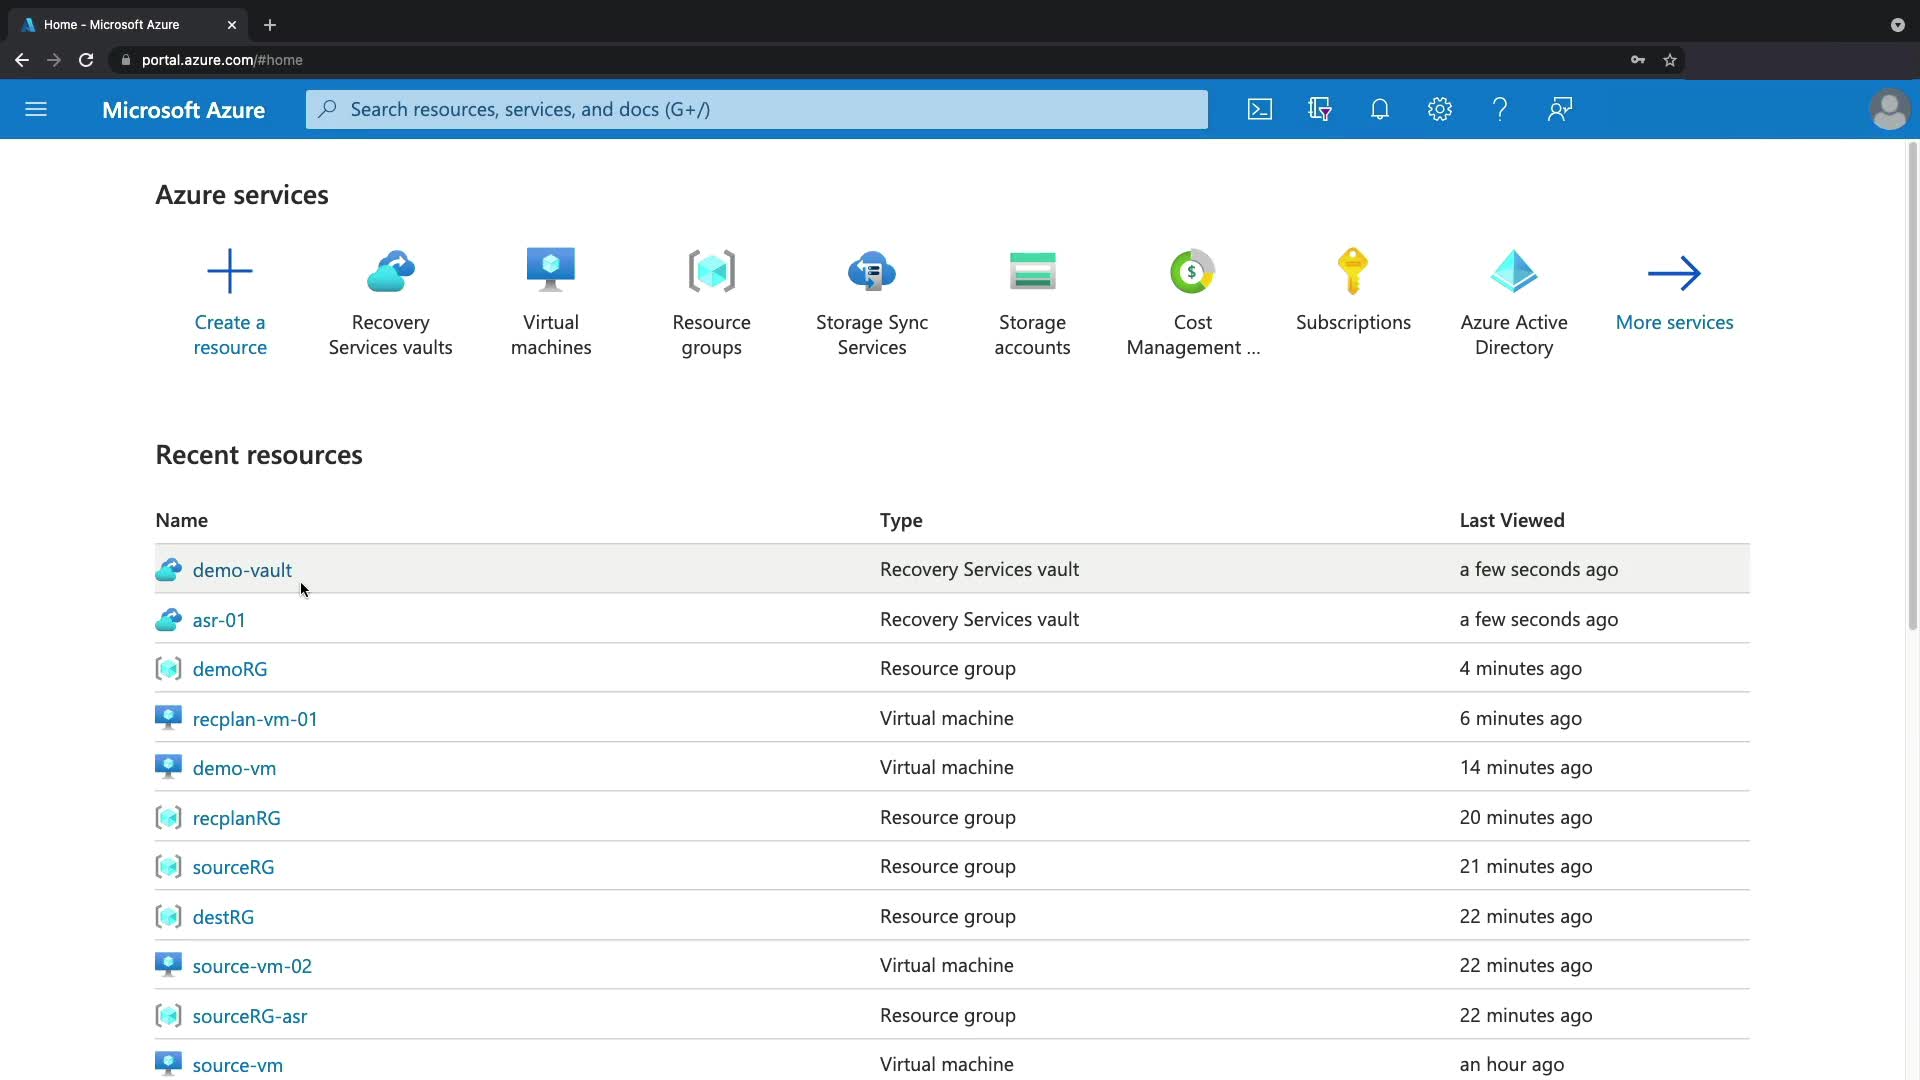 Home - Microsoft Azure
portal.azure.com/#home
Microsoft Azure
Search resources, services, and docs (G+/)
Azure services
Create a
resource
Recovery
Services vaults
Virtual
machines
Resource
groups
Storage Sync
Services
Storage
accounts
Cost
Management ...
Subscriptions
Azure Active
Directory
More services
Recent resources
Name Type Last Viewed
demo-vault Recovery Services vault a few seconds ago
asr-01 Recovery Services vault a few seconds ago
demoRG Resource group 4 minutes ago
recplan-vm-01 Virtual machine 6 minutes ago
demo-vm Virtual machine 14 minutes ago
recplanRG Resource group 20 minutes ago
sourceRG Resource group 21 minutes ago
destRG Resource group 22 minutes ago
source-vm-02 Virtual machine 22 minutes ago
sourceRG-asr Resource group 22 minutes ago
source-vm Virtual machine an hour ago